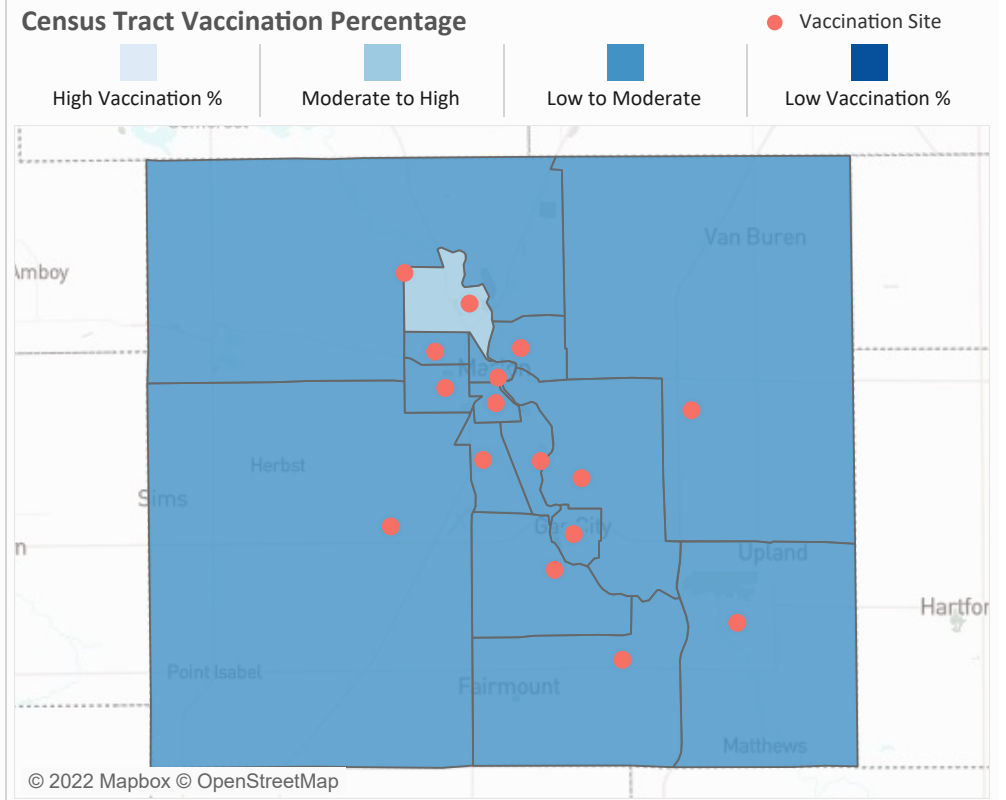 Census Tract Vaccination Percentage
Vaccination Site
High Vaccination %
Moderate to High
Low to Moderate
Low Vaccination %
Van Buren
Amboy
Marion
Herbst
Sims
Gas City
Upland
Hartfor
Point Isabel
Fairmount
Matthews
© 2022 Mapbox © OpenStreetMap